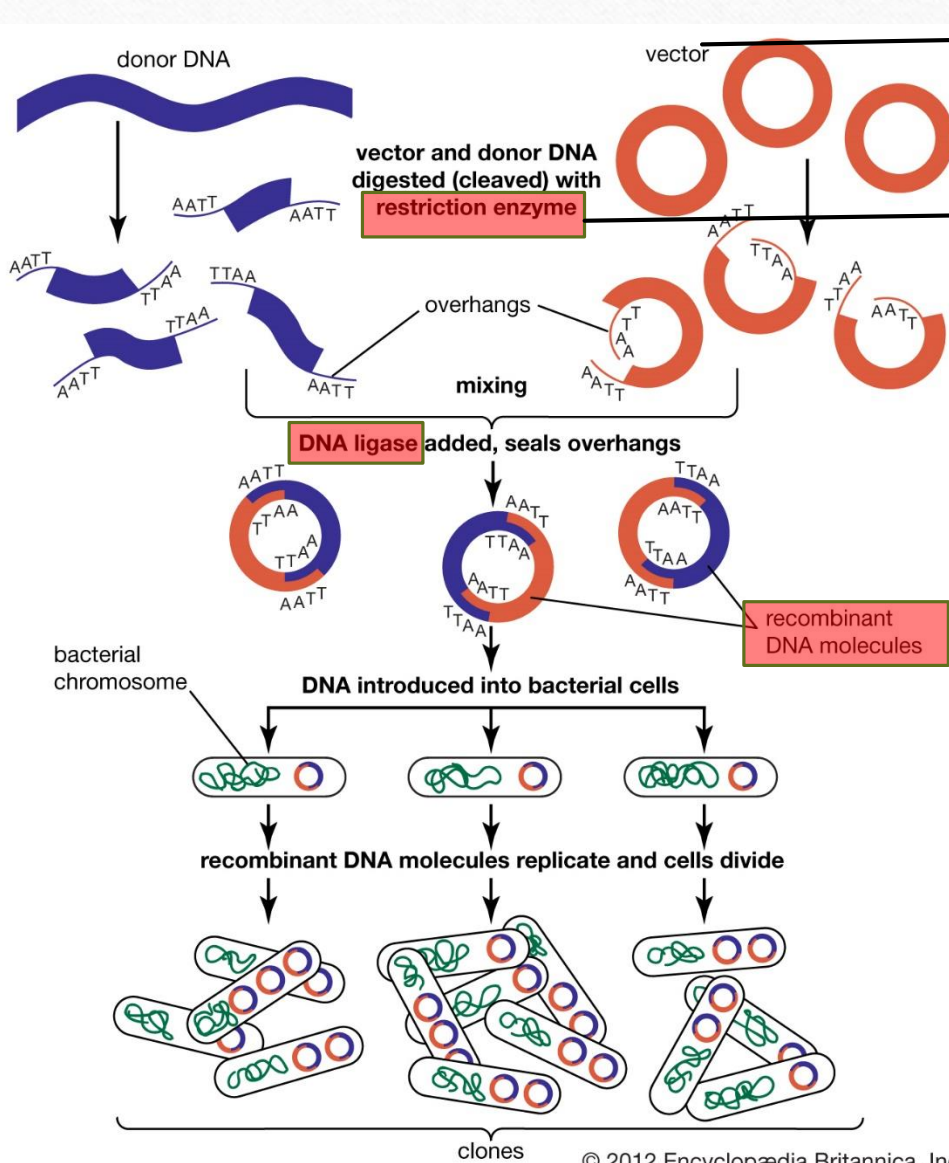 donor DNA
vector
vector and donor DNA
digested (cleaved) with
restriction enzyme
AATT
AATT
AATT
TTAA
TTAA
AATT
TTAA
AATT
overhangs
AATT
AATT
AATT
TTAA
TTAA
AATT
mixing
DNA ligase added, seals overhangs
AATT
TTAA
TTAA
AATT
AATT
TTAA
AATT
TTAA
TTAA
AATT
TTAA
AATT
recombinant
DNA molecules
bacterial
chromosome
DNA introduced into bacterial cells
recombinant DNA molecules replicate and cells divide
clones
© 2012 Encyclopædia Britannica, In